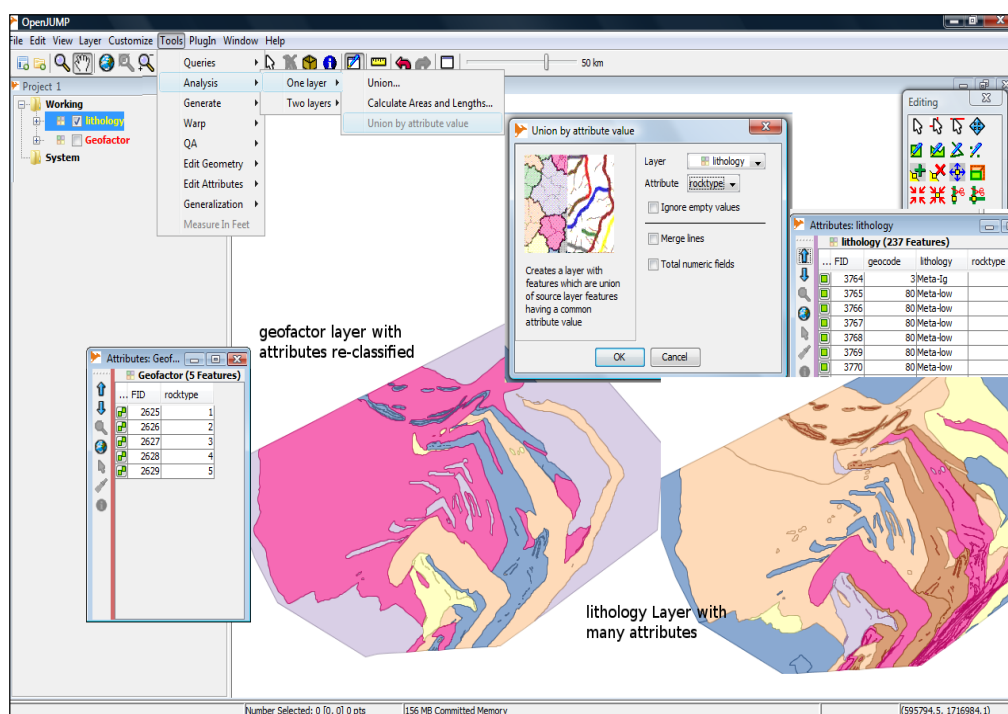 OpenJUMP
File Edit View Layer Customize Tools PlugIn Window Help
50 km
Project 1
Working
lithology
Geofactor
System
Queries
Analysis
Generate
Warp
QA
Edit Geometry
Edit Attributes
Generalization
Measure In Feet
One layer
Two layers
Union...
Calculate Areas and Lengths...
Union by attribute value
Union by attribute value
Layer lithology
Attribute rocktype
Ignore empty values
Merge lines
Total numeric fields
Creates a layer with
features which are union
of source layer features
having a common
attribute value
OK Cancel
Editing
Attributes: lithology
lithology (237 Features)
... FID geocode lithology rocktype
3764 3 Meta-Ig
3765 80 Meta-low
3766 80 Meta-low
3767 80 Meta-low
3768 80 Meta-low
3769 80 Meta-low
3770 80 Meta-low
geofactor layer with
attributes re-classified
Attributes: Geof...
Geofactor (5 Features)
... FID rocktype
2625 1
2626 2
2627 3
2628 4
2629 5
lithology Layer with
many attributes
Number Selected: 0 [0, 0] 0 pts
156 MB Committed Memory
(595794.5, 1716984.1)